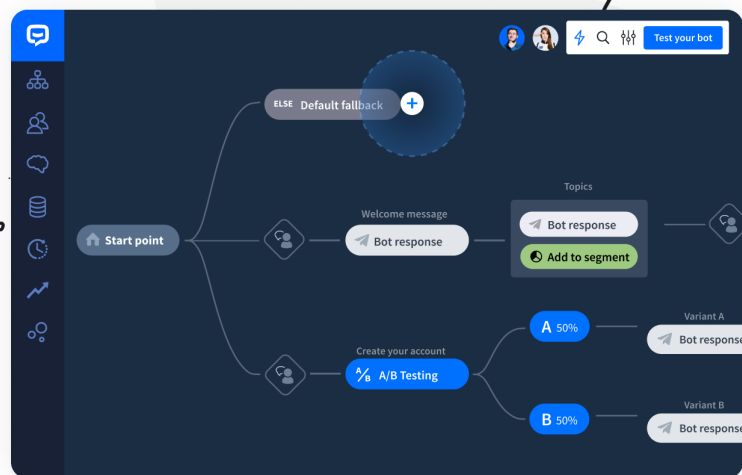 Test your bot
ELSE Default fallback
Topics
Welcome message
Start point
Bot response
Bot response
Add to segment
Create your account
A/B A/B Testing
A 50%
Variant A
Bot response
B 50%
Variant B
Bot response